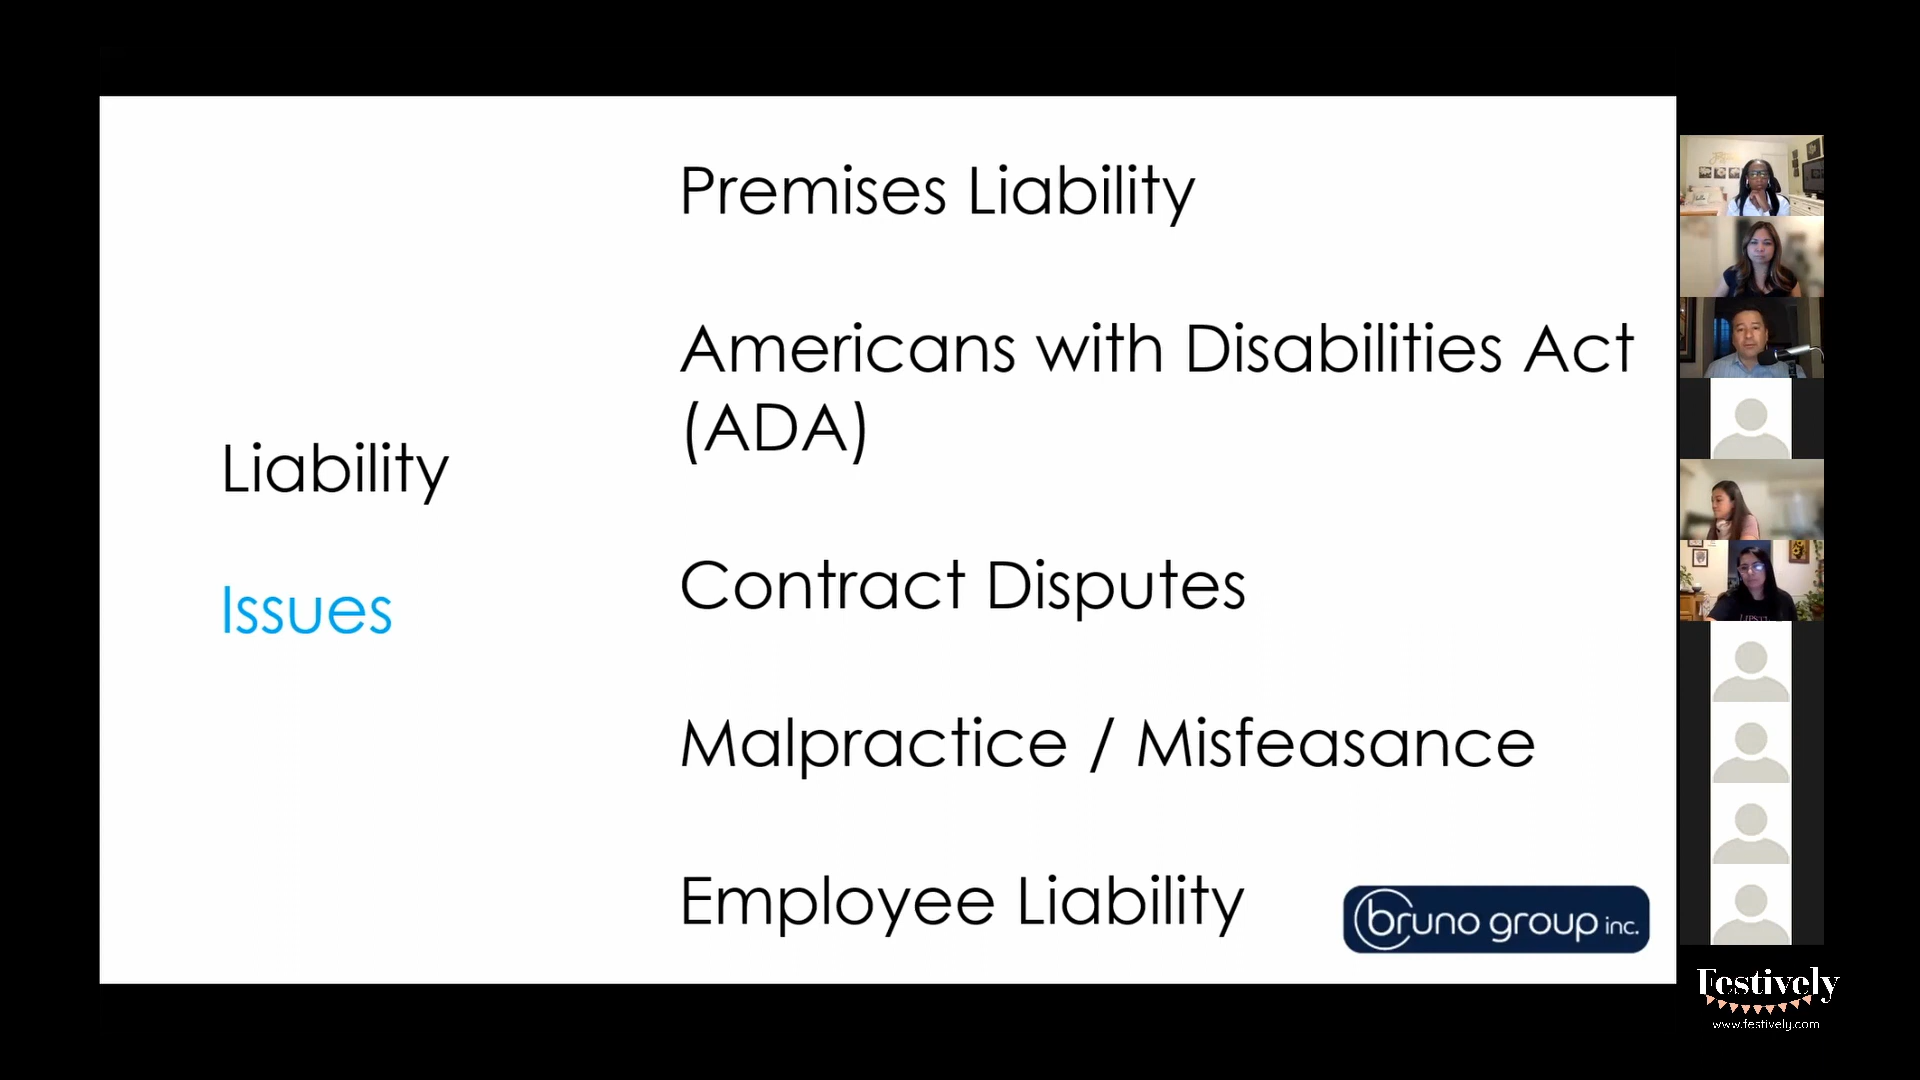 Liability
Issues
Premises Liability
Americans with Disabilities Act
(ADA)
Contract Disputes
Malpractice / Misfeasance
Employee Liability
bruno group inc.
Festively
www.festively.com